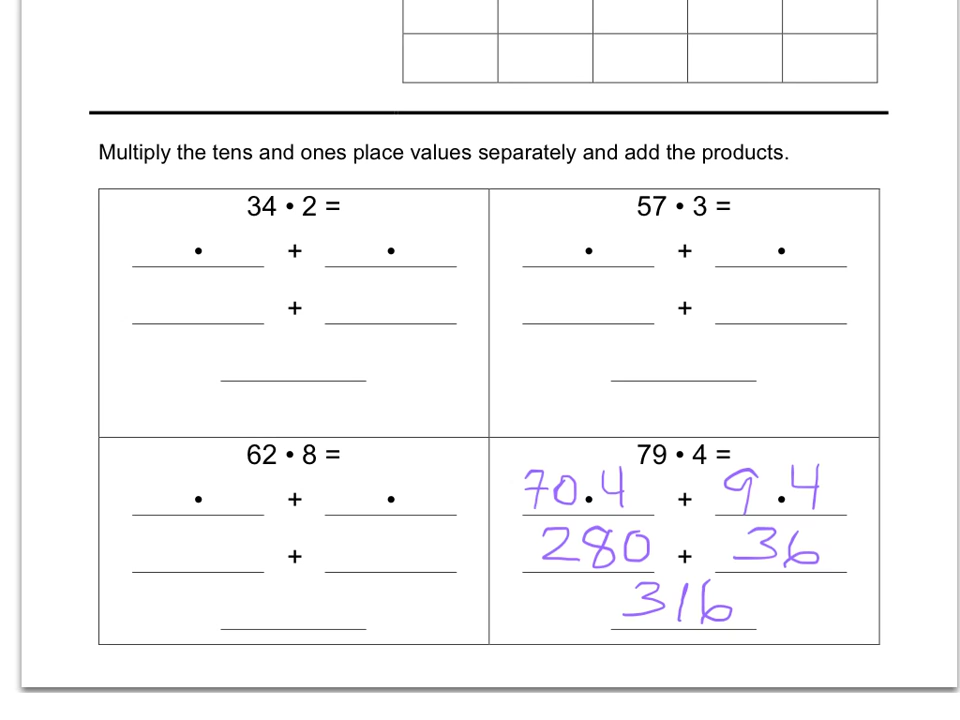 Multiply the tens and ones place values separately and add the products.
34 • 2 =
• + •
+
57 • 3 =
• + •
+
62 • 8 =
• + •
+
79 • 4 =
70 • 4 + 9 • 4
280 + 36
316